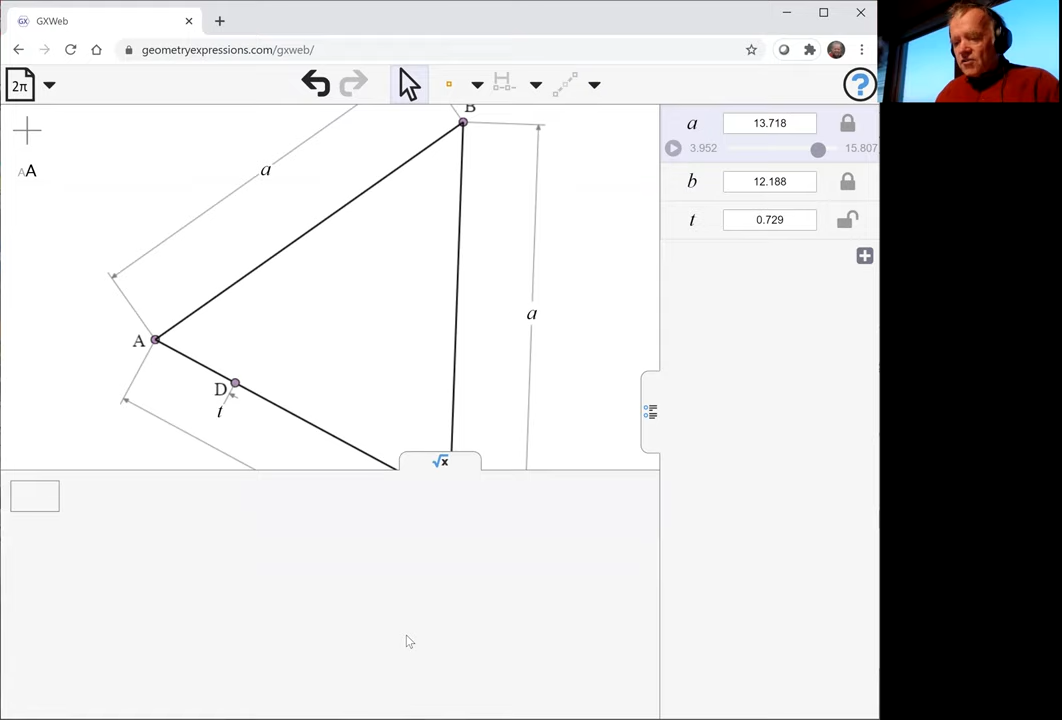 GX GXWeb
geometryexpressions.com/gxweb/
2π
?
AA
B
a
a
A
D
t
a 13.718
3.952 15.807
b 12.188
t 0.729
√x